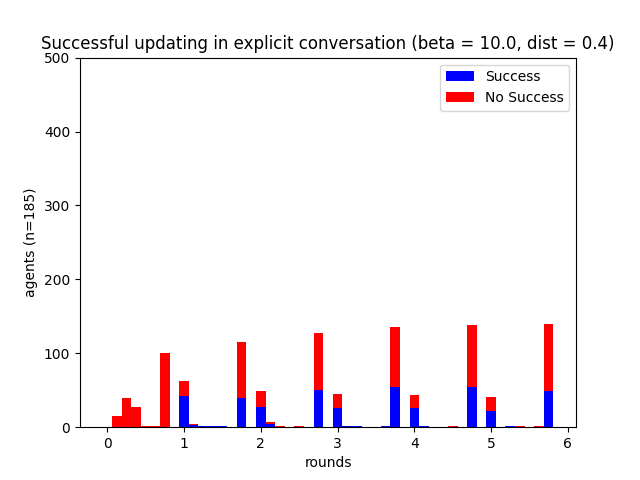 Successful updating in explicit conversation (beta = 10.0, dist = 0.4)
500
400
300
200
100
0
agents (n=185)
Success
No Success
0 1 2 3 4 5 6
rounds